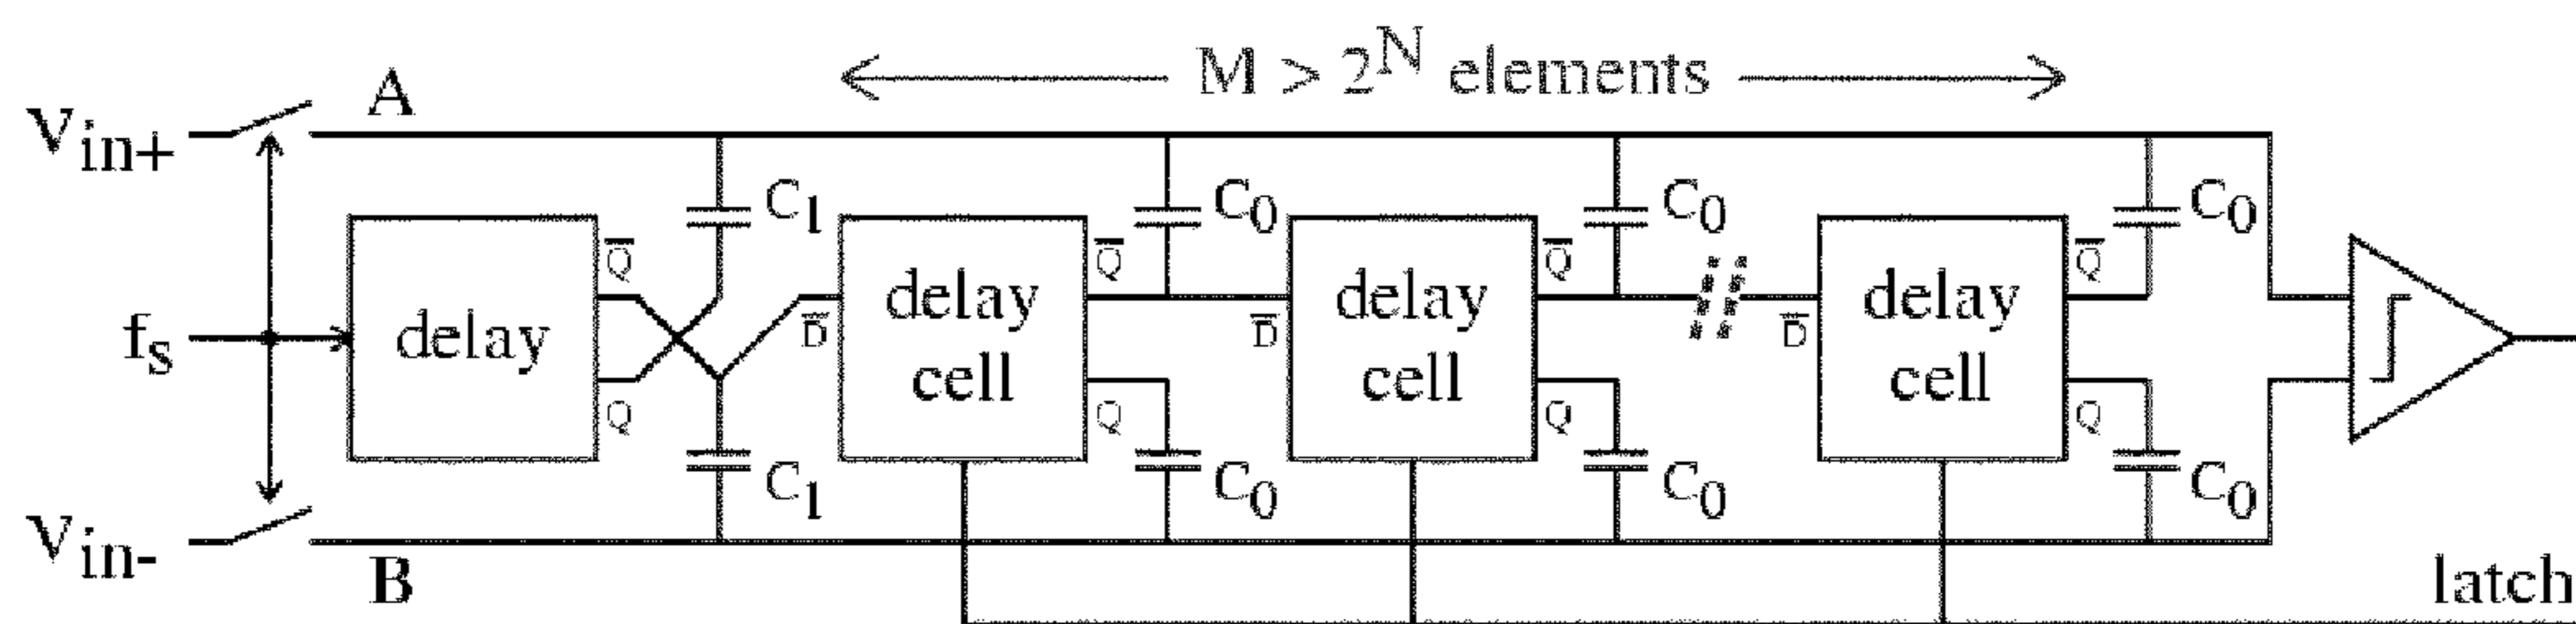 M > 2^N elements
A
V_in+
C_1
C_0
C_0
C_0
Q̅
Q̅
Q̅
Q̅
f_s
delay
D̅
delay cell
D̅
delay cell
D̅
delay cell
Q
Q
Q
Q
C_1
C_0
C_0
C_0
V_in-
B
latch